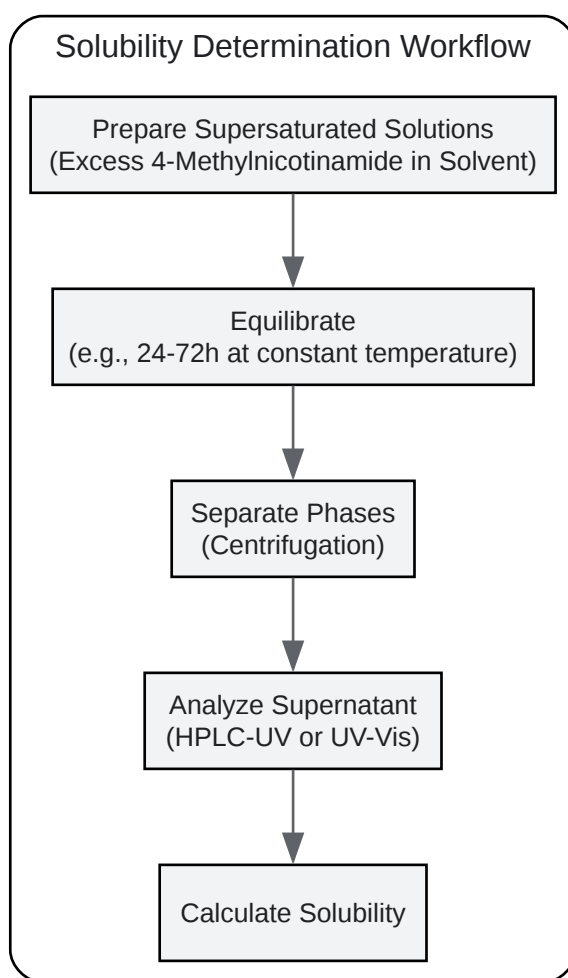 Solubility Determination Workflow
Prepare Supersaturated Solutions
(Excess 4-Methylnicotinamide in Solvent)
Equilibrate
(e.g., 24-72h at constant temperature)
Separate Phases
(Centrifugation)
Analyze Supernatant
(HPLC-UV or UV-Vis)
Calculate Solubility